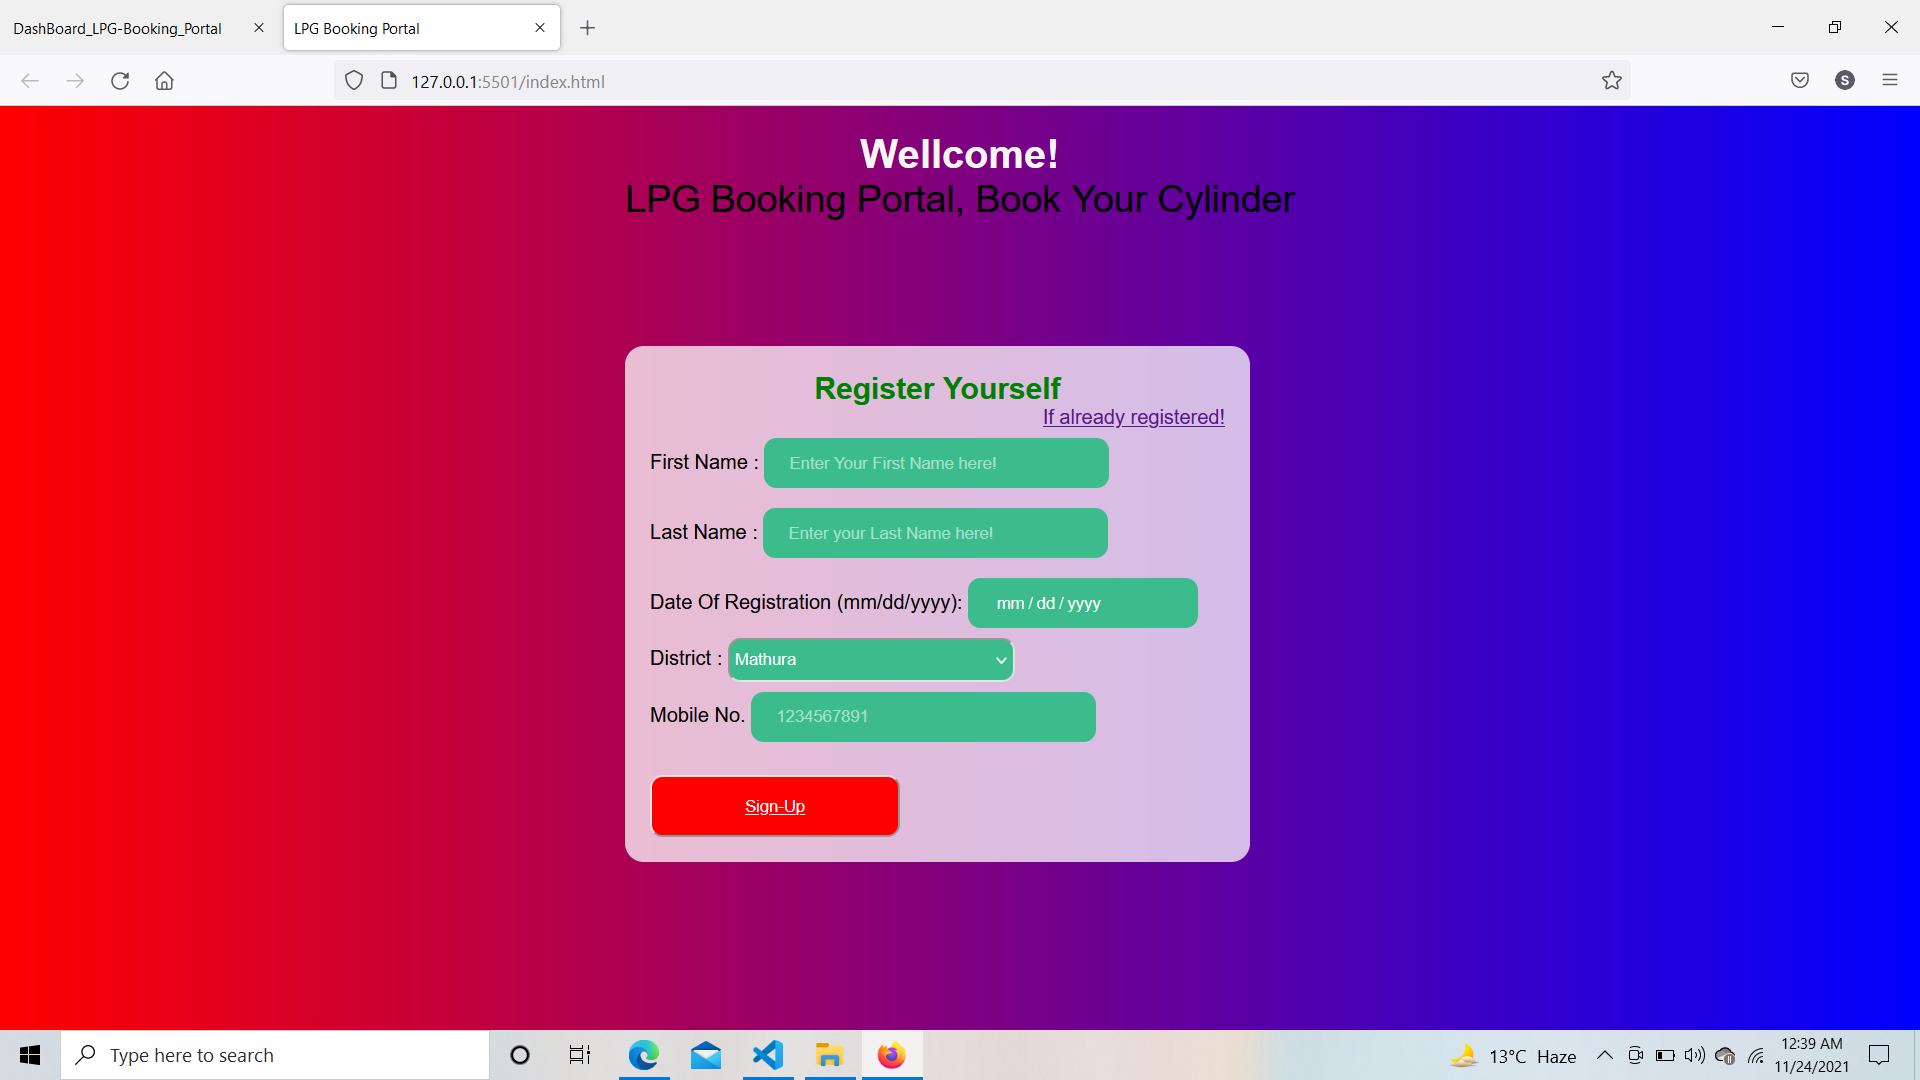 DashBoard_LPG-Booking_Portal
LPG Booking Portal
127.0.0.1:5501/index.html
S
Wellcome!
LPG Booking Portal, Book Your Cylinder
Register Yourself
If already registered!
First Name : Enter Your First Name here!
Last Name : Enter your Last Name here!
Date Of Registration (mm/dd/yyyy): mm / dd / yyyy
District : Mathura
Mobile No. 1234567891
Sign-Up
Type here to search
13°C Haze
12:39 AM
11/24/2021